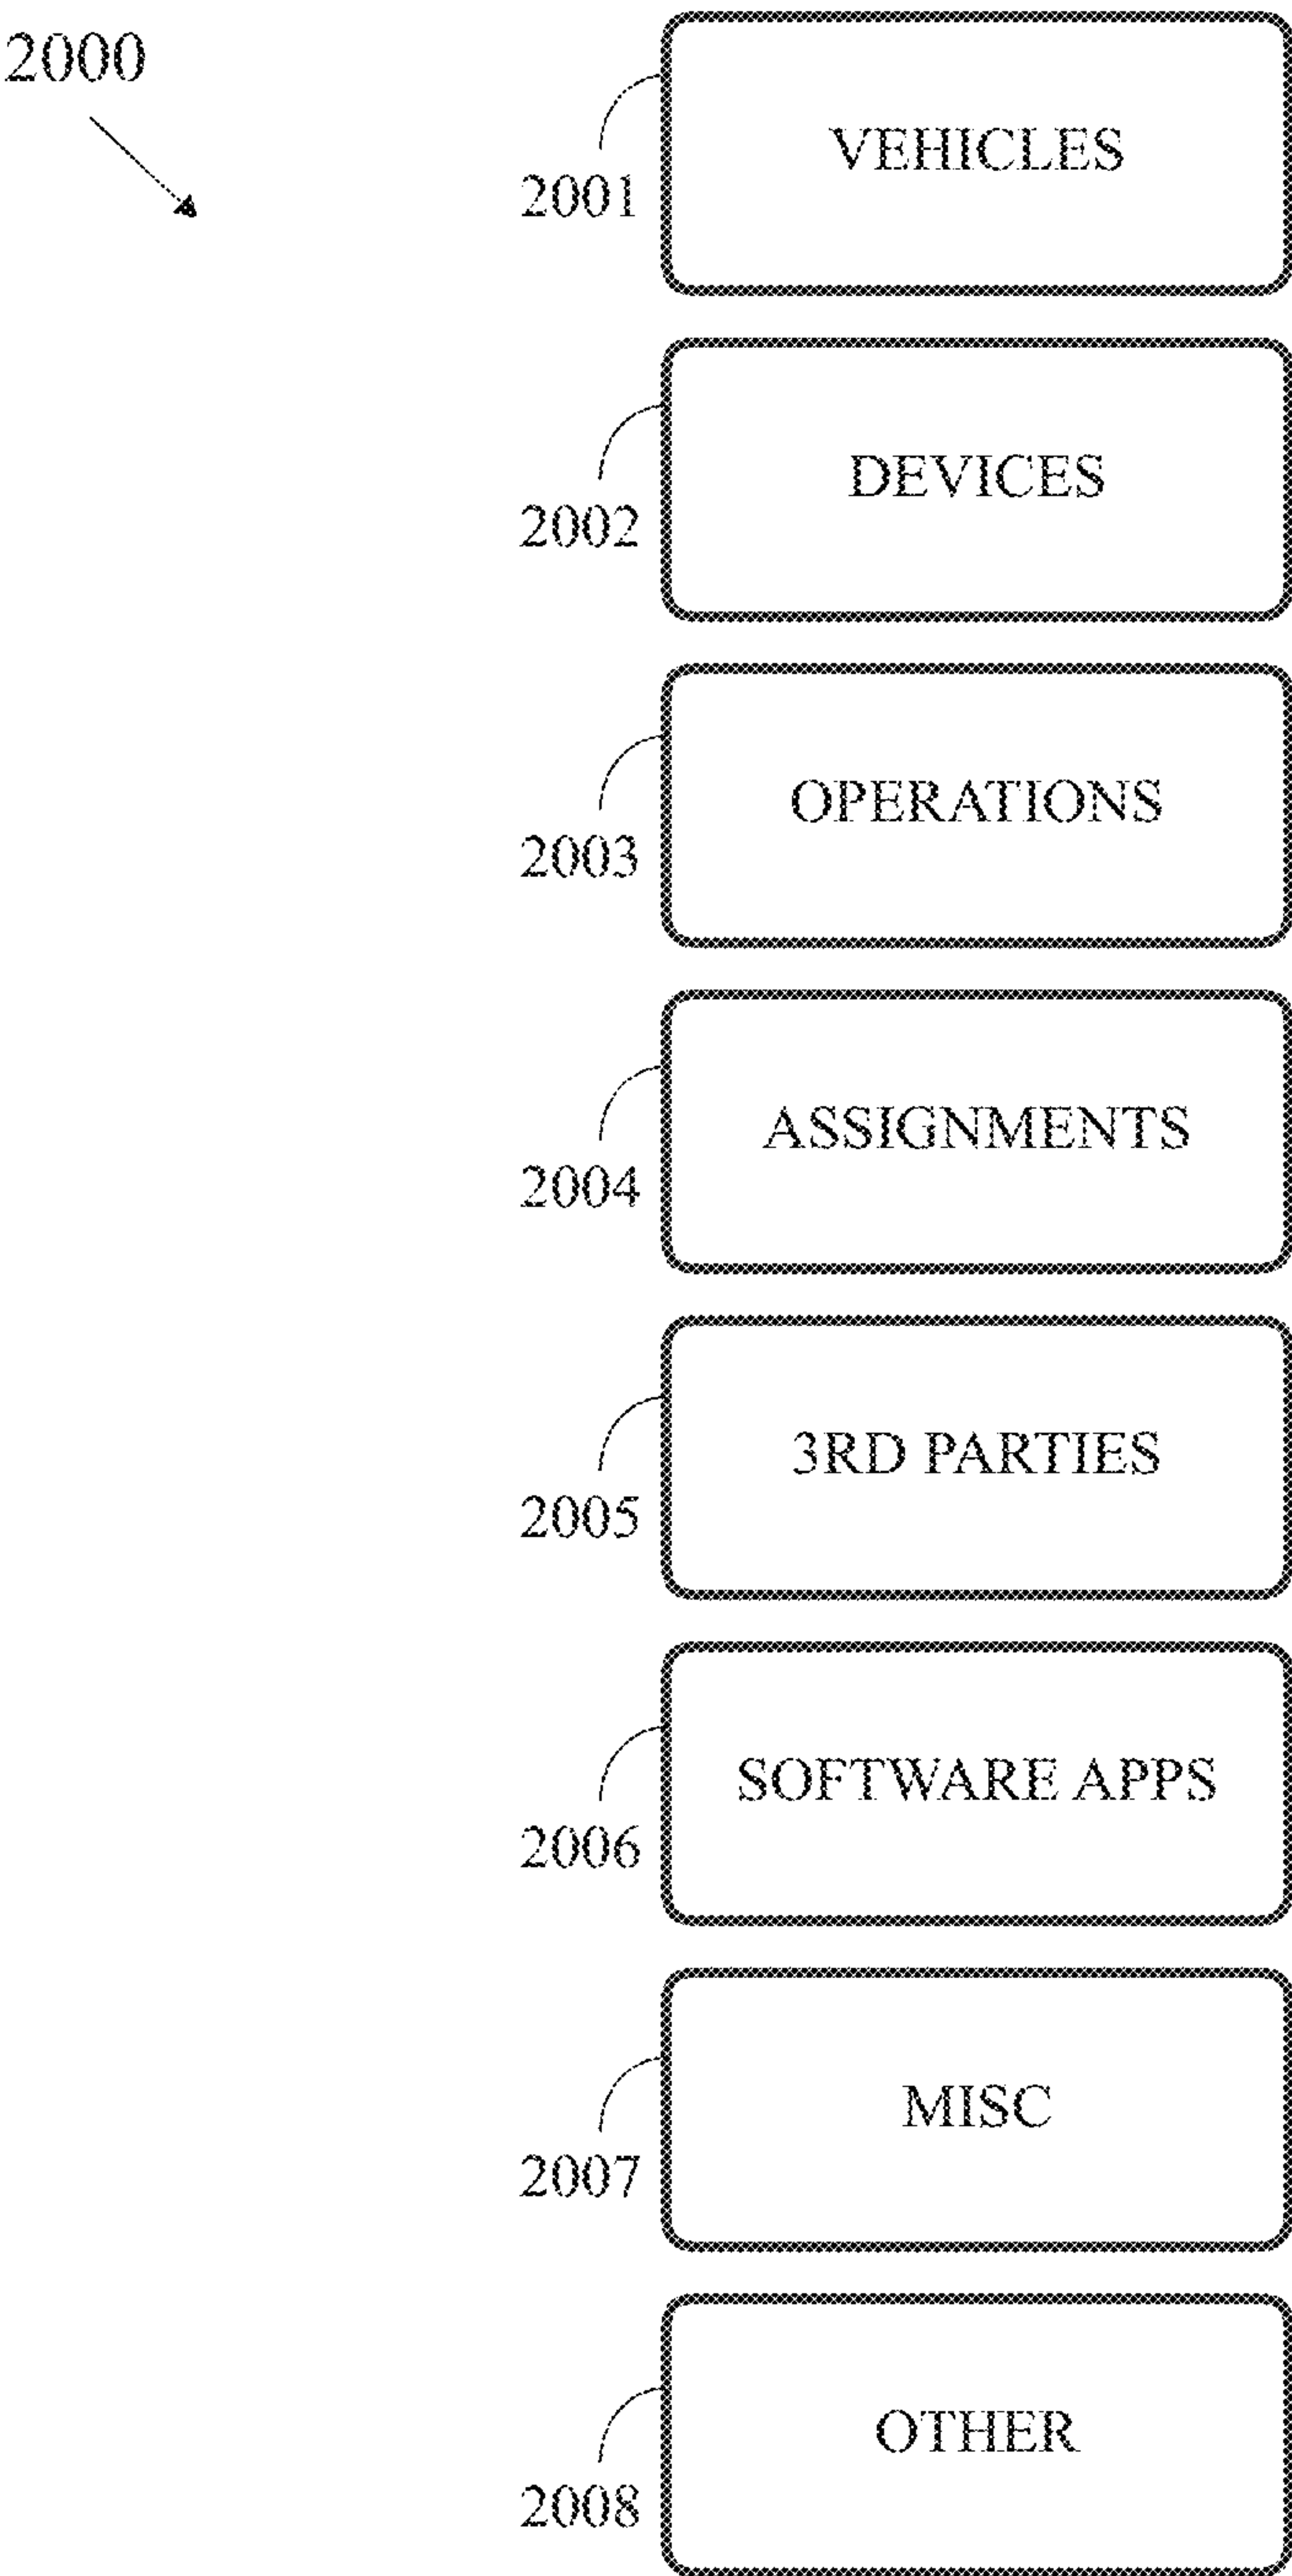 2000
VEHICLES
2001
DEVICES
2002
OPERATIONS
2003
ASSIGNMENTS
2004
3RD PARTIES
2005
SOFTWARE APPS
2006
MISC
2007
OTHER
2008